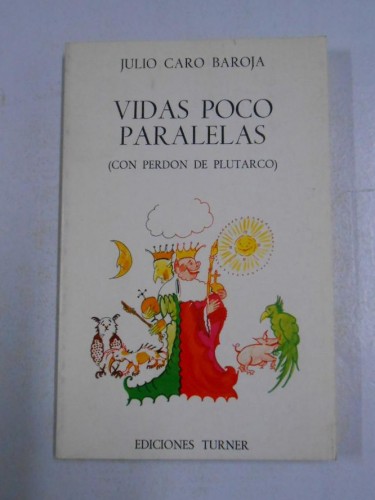 JULIO CARO BAROJA
VIDAS POCO
PARALELAS
(CON PERDON DE PLUTARCO)
EDICIONES TURNER